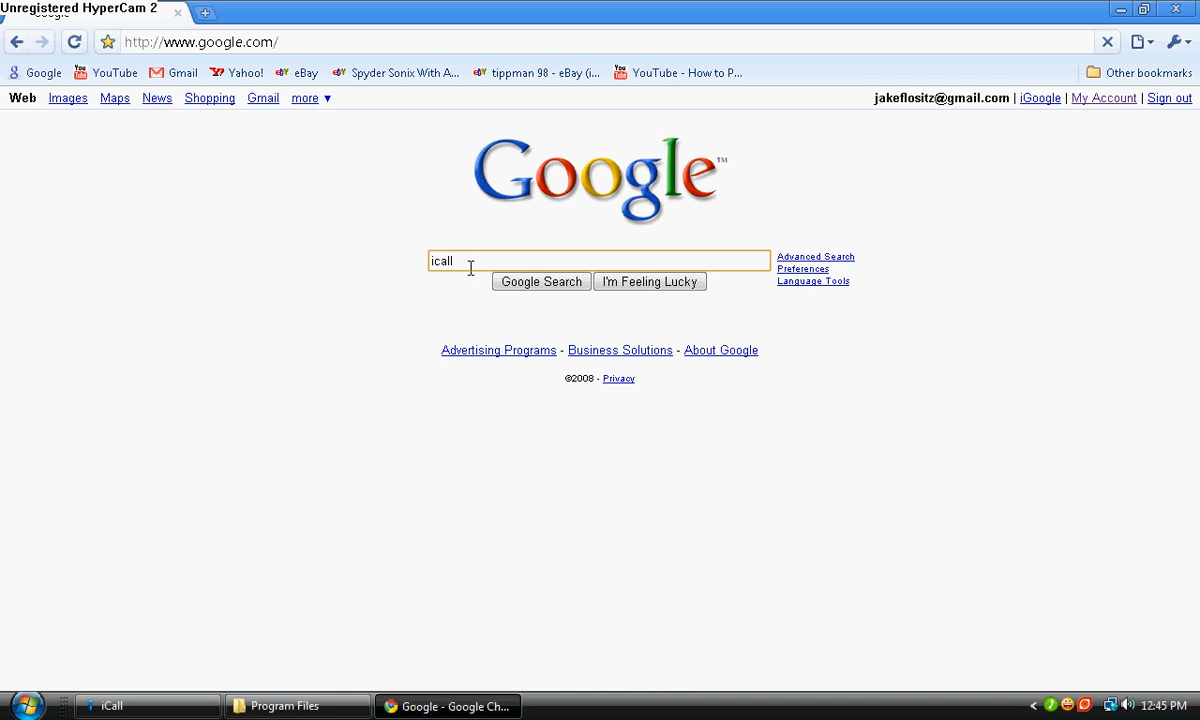 Unregistered HyperCam 2
http://www.google.com/
Google YouTube Gmail Yahoo! eBay Spyder Sonix With A... tippman 98 - eBay (i... YouTube - How to P... Other bookmarks
Web Images Maps News Shopping Gmail more ▼ jakeflositz@gmail.com | iGoogle | My Account | Sign out
Google™
icall
Advanced Search
Preferences
Language Tools
Google Search I'm Feeling Lucky
Advertising Programs - Business Solutions - About Google
©2008 - Privacy
iCall Program Files Google - Google Ch... < 12:45 PM